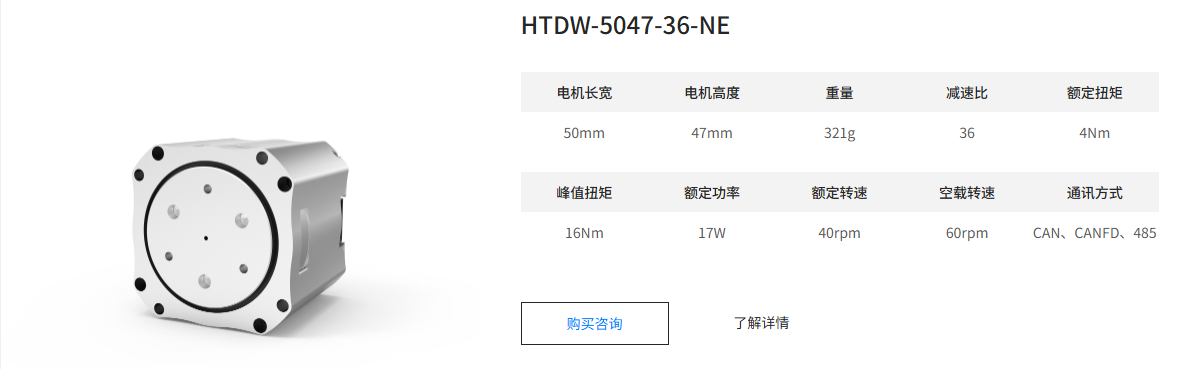 HTDW-5047-36-NE
电机长宽 电机高度 重量 减速比 额定扭矩
50mm 47mm 321g 36 4Nm
峰值扭矩 额定功率 额定转速 空载转速 通讯方式
16Nm 17W 40rpm 60rpm CAN、CANFD、485
购买咨询 了解详情